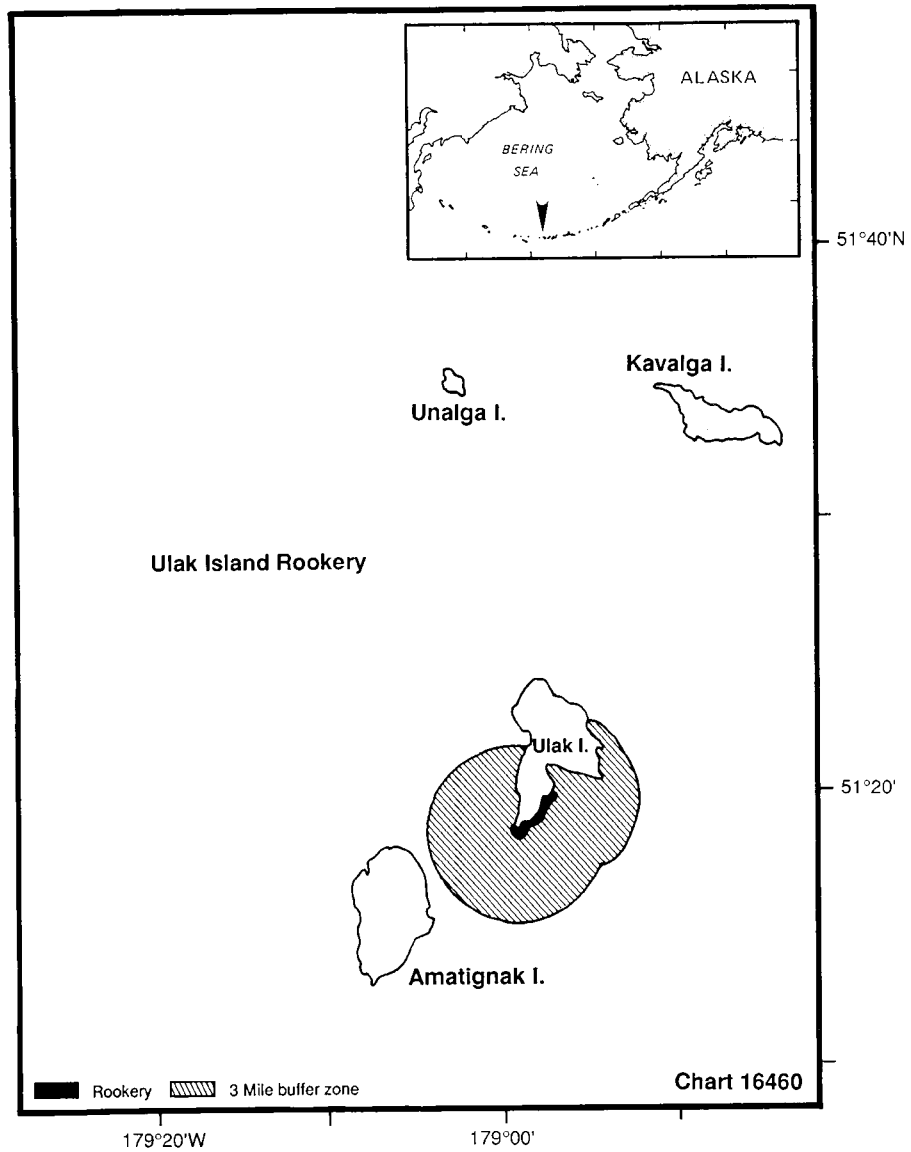 ALASKA
BERING
SEA
51°40'N
Kavalga I.
Unalga I.
Ulak Island Rookery
Ulak I.
51°20'
Amatignak I.
Rookery
3 Mile buffer zone
Chart 16460
179°20'W
179°00'